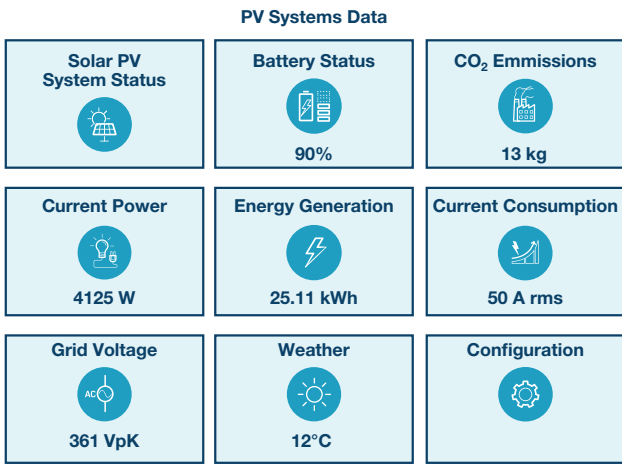 PV Systems Data
Solar PV
System Status
Battery Status
90%
CO₂ Emmissions
13 kg
Current Power
4125 W
Energy Generation
25.11 kWh
Current Consumption
50 A rms
Grid Voltage
AC
361 VpK
Weather
12°C
Configuration